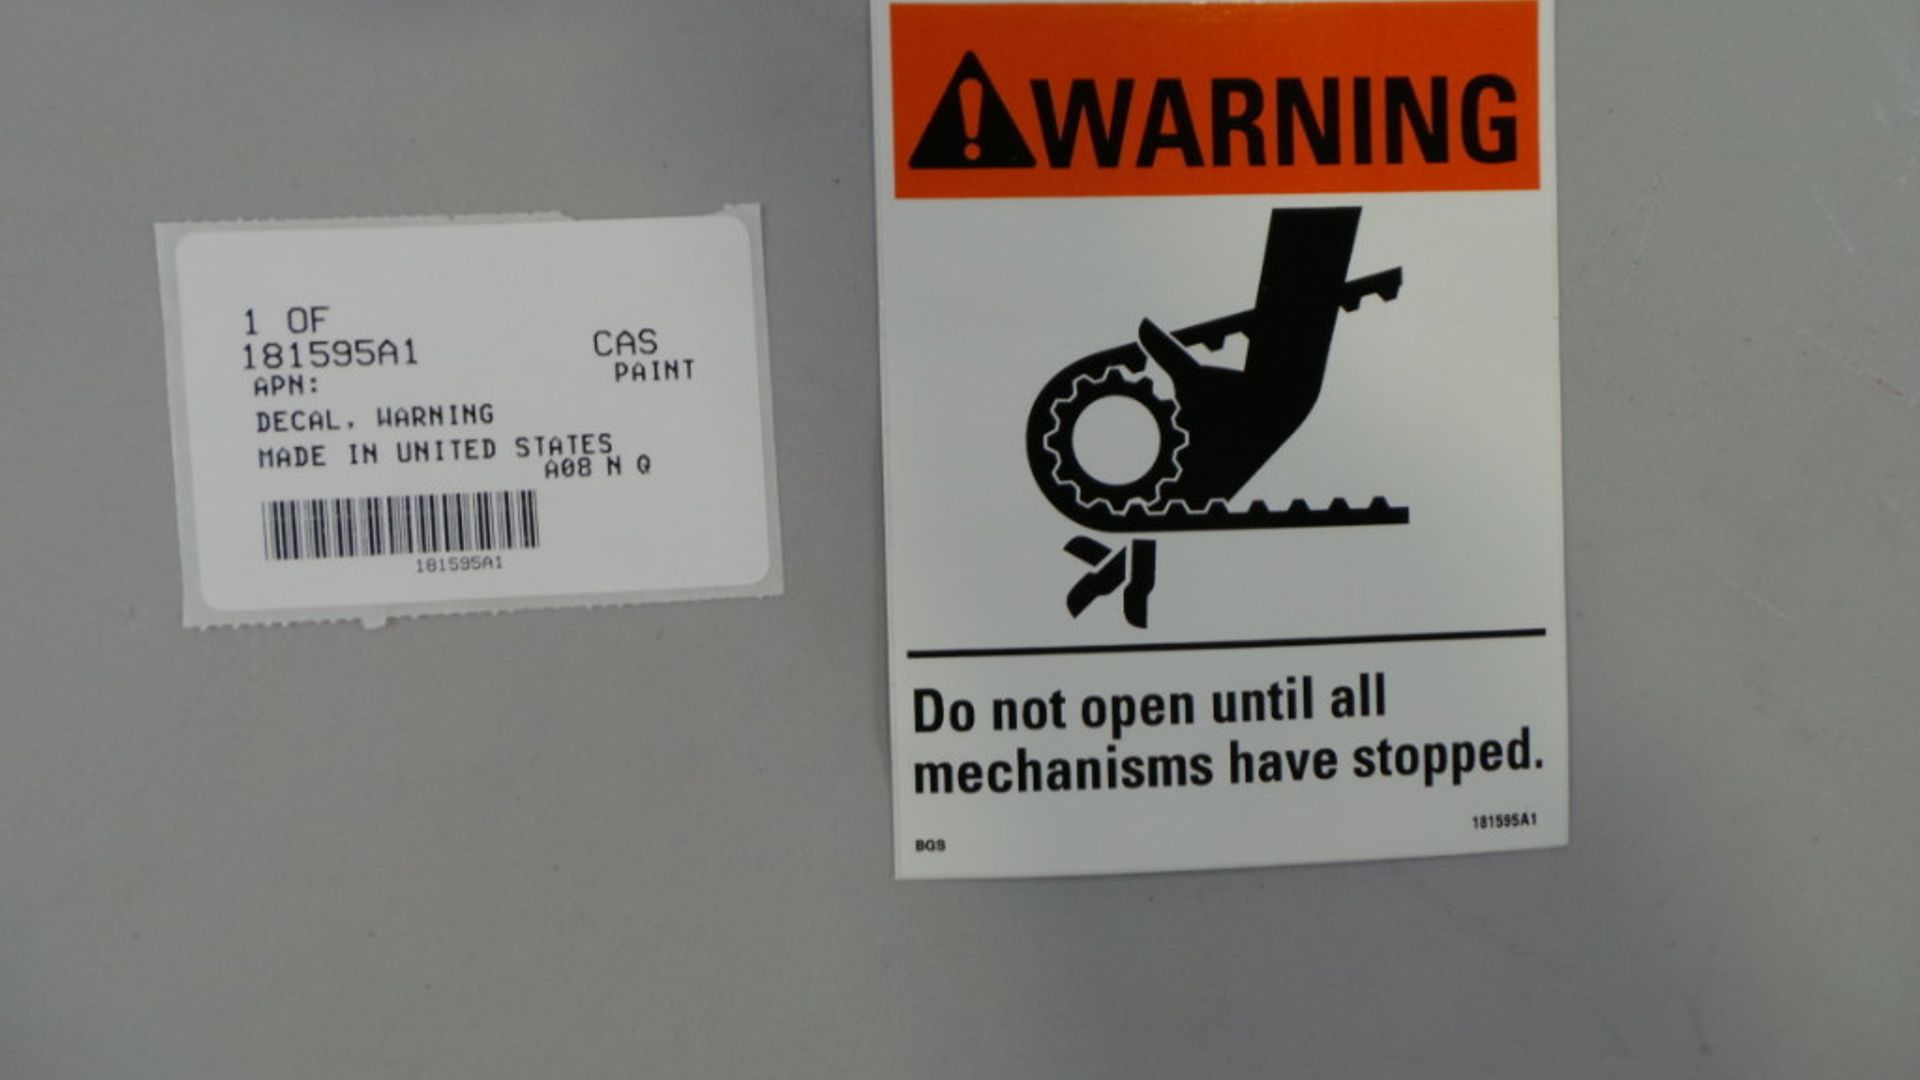 1 OF
181595A1
CAS
APN:
PAINT
DECAL, WARNING
MADE IN UNITED STATES
A08 N Q
181595A1
WARNING
Do not open until all
mechanisms have stopped.
BGS
181595A1